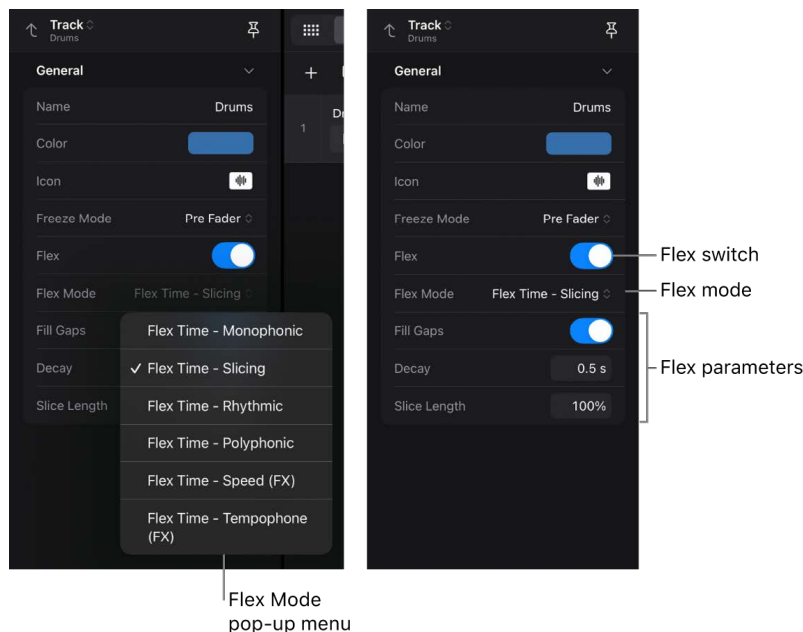 Track
Drums
General
Name Drums
Color
Icon
Freeze Mode Pre Fader
Flex
Flex Mode Flex Time - Slicing
Fill Gaps
Decay
Slice Length
Flex Time - Monophonic
✓ Flex Time - Slicing
Flex Time - Rhythmic
Flex Time - Polyphonic
Flex Time - Speed (FX)
Flex Time - Tempophone
(FX)
+
1
Flex Mode
pop-up menu
Track
Drums
General
Name Drums
Color
Icon
Freeze Mode Pre Fader
Flex
Flex Mode Flex Time - Slicing
Fill Gaps
Decay 0.5 s
Slice Length 100%
Flex switch
Flex mode
Flex parameters